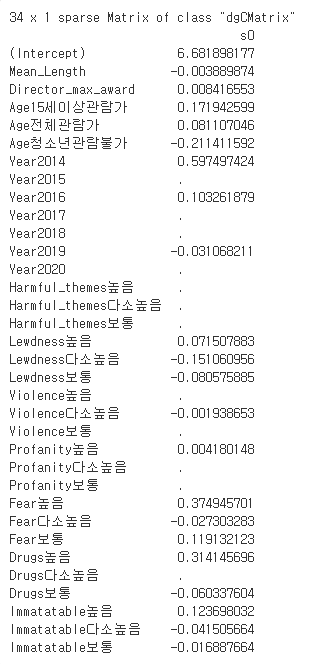 34 x 1 sparse Matrix of class "dgCMatrix"
s0
(Intercept) 6.681898177
Mean_Length -0.003889874
Director_max_award 0.008416553
Age15세이상관람가 0.171942599
Age전체관람가 0.081107046
Age청소년관람불가 -0.211411592
Year2014 0.597497424
Year2015 .
Year2016 0.103261879
Year2017 .
Year2018 .
Year2019 -0.031068211
Year2020 .
Harmful_themes높음 .
Harmful_themes다소높음 .
Harmful_themes보통 .
Lewdness높음 0.071507883
Lewdness다소높음 -0.151060956
Lewdness보통 -0.080575885
Violence높음 .
Violence다소높음 -0.001938653
Violence보통 .
Profanity높음 0.004180148
Profanity다소높음 .
Profanity보통 .
Fear높음 0.374945701
Fear다소높음 -0.027303283
Fear보통 0.119132123
Drugs높음 0.314145696
Drugs다소높음 .
Drugs보통 -0.060337604
Immatatable높음 0.123698032
Immatatable다소높음 -0.041505664
Immatatable보통 -0.016887664